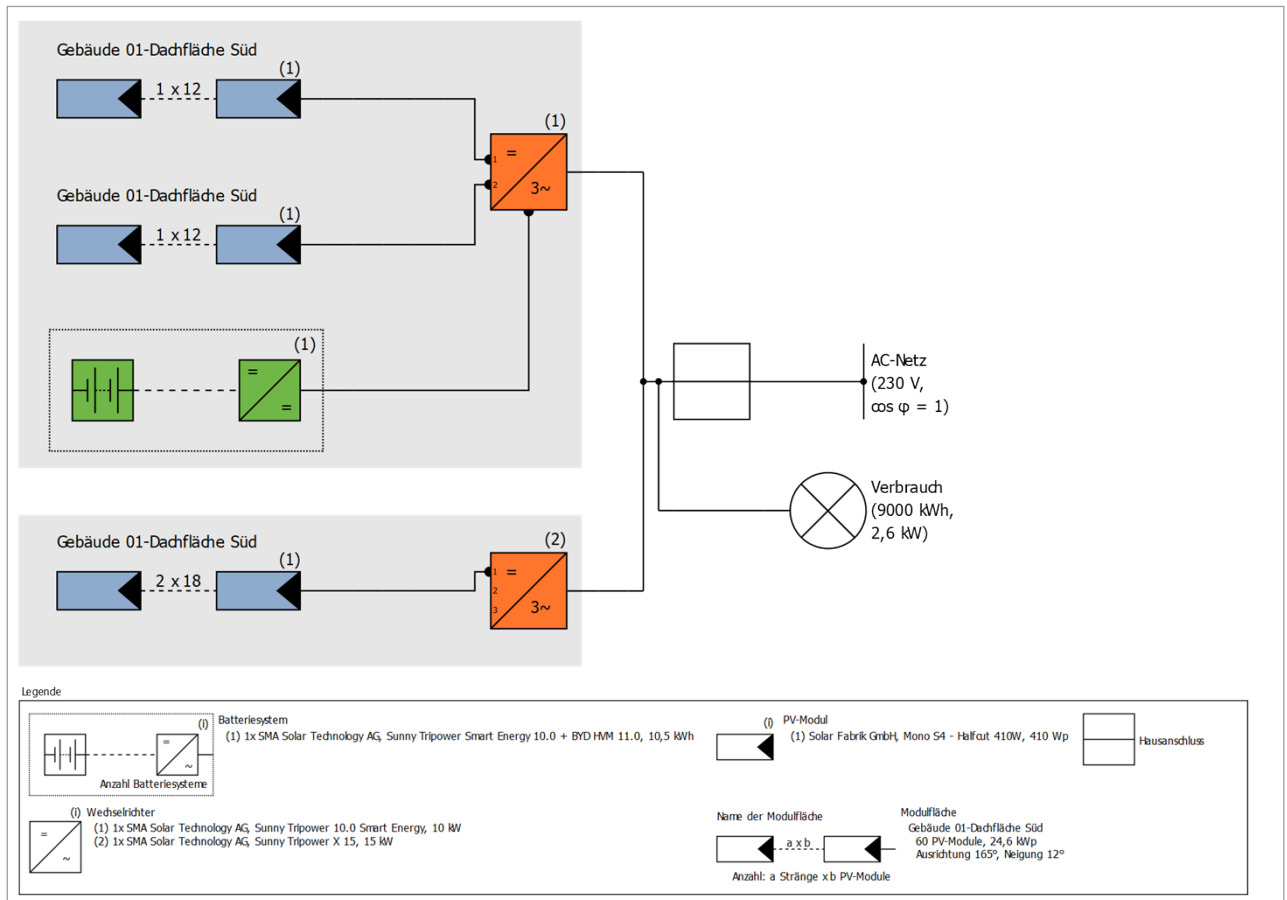 Gebäude 01-Dachfläche Süd
(1)
1 x 12
(1)
1
=
2
3~
Gebäude 01-Dachfläche Süd
(1)
1 x 12
(1)
=
=
AC-Netz
(230 V,
cos φ = 1)
Verbrauch
(9000 kWh,
2,6 kW)
Gebäude 01-Dachfläche Süd
(1)
2 x 18
(2)
1
=
2
3
3~
Legende
(i)
Batteriesystem
(1) 1x SMA Solar Technology AG, Sunny Tripower Smart Energy 10.0 + BYD HVM 11.0, 10,5 kWh
=
~
Anzahl Batteriesysteme
(i) Wechselrichter
(1) 1x SMA Solar Technology AG, Sunny Tripower 10.0 Smart Energy, 10 kW
(2) 1x SMA Solar Technology AG, Sunny Tripower X 15, 15 kW
=
~
(i) PV-Modul
(1) Solar Fabrik GmbH, Mono S4 - Halfcut 410W, 410 Wp
Hausanschluss
Name der Modulfläche
a x b
Anzahl: a Stränge x b PV-Module
Modulfläche
Gebäude 01-Dachfläche Süd
60 PV-Module, 24,6 kWp
Ausrichtung 165°, Neigung 12°